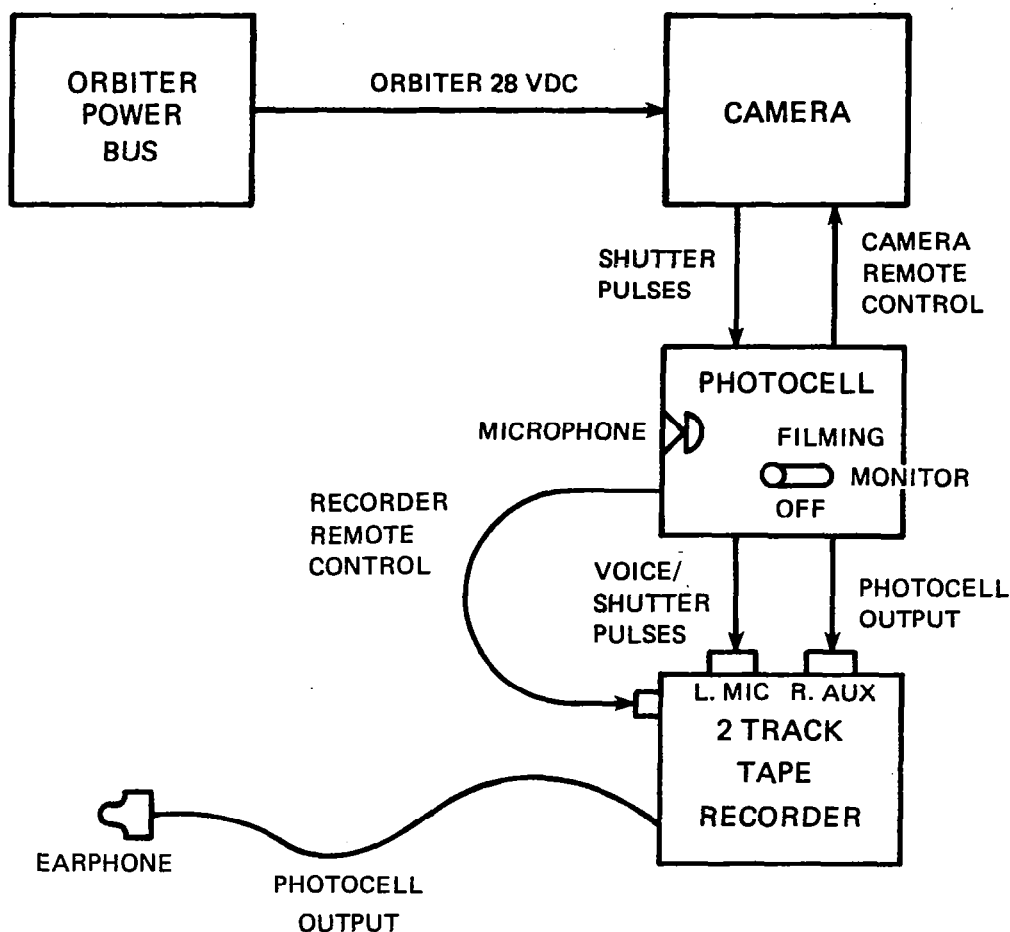 ORBITER
POWER
BUS
ORBITER 28 VDC
CAMERA
SHUTTER
PULSES
CAMERA
REMOTE
CONTROL
PHOTOCELL
MICROPHONE
FILMING
MONITOR
OFF
RECORDER
REMOTE
CONTROL
VOICE/
SHUTTER
PULSES
PHOTOCELL
OUTPUT
L. MIC R. AUX
2 TRACK
TAPE
RECORDER
EARPHONE
PHOTOCELL
OUTPUT